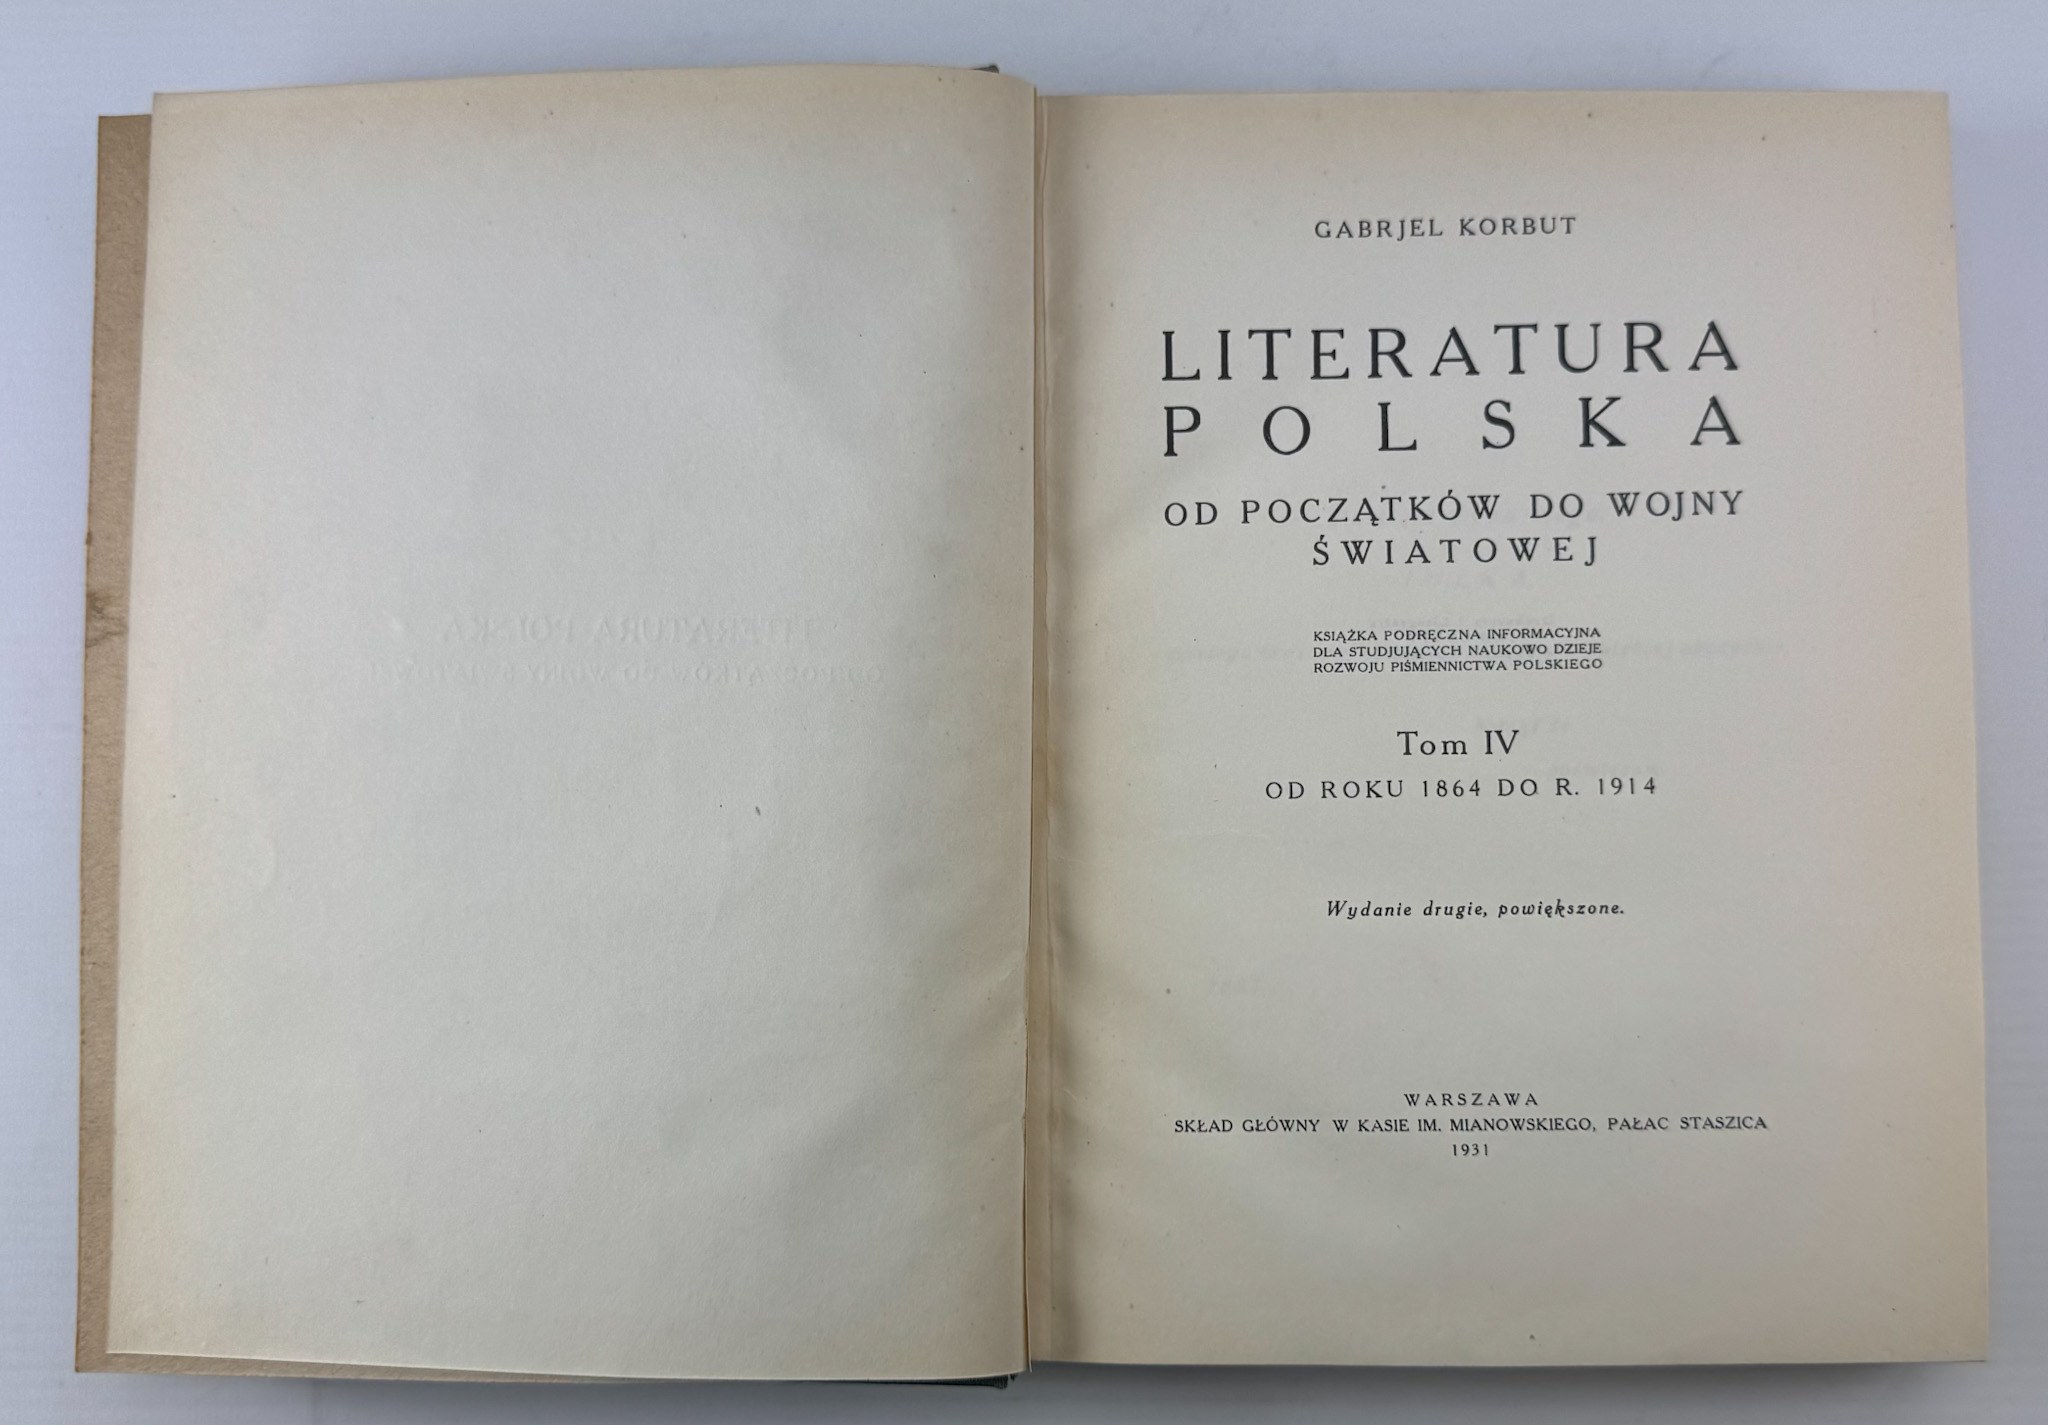 GABRJEL KORBUT
LITERATURA
POLSKA
OD POCZĄTKÓW DO WOJNY
ŚWIATOWEJ
KSIĄŻKA PODRĘCZNA INFORMACYJNA
DLA STUDJUJĄCYCH NAUKOWO DZIEJE
ROZWOJU PIŚMIENNICTWA POLSKIEGO
Tom IV
OD ROKU 1864 DO R. 1914
Wydanie drugie, powiększone.
WARSZAWA
SKŁAD GŁÓWNY W KASIE IM. MIANOWSKIEGO, PAŁAC STASZICA
1931